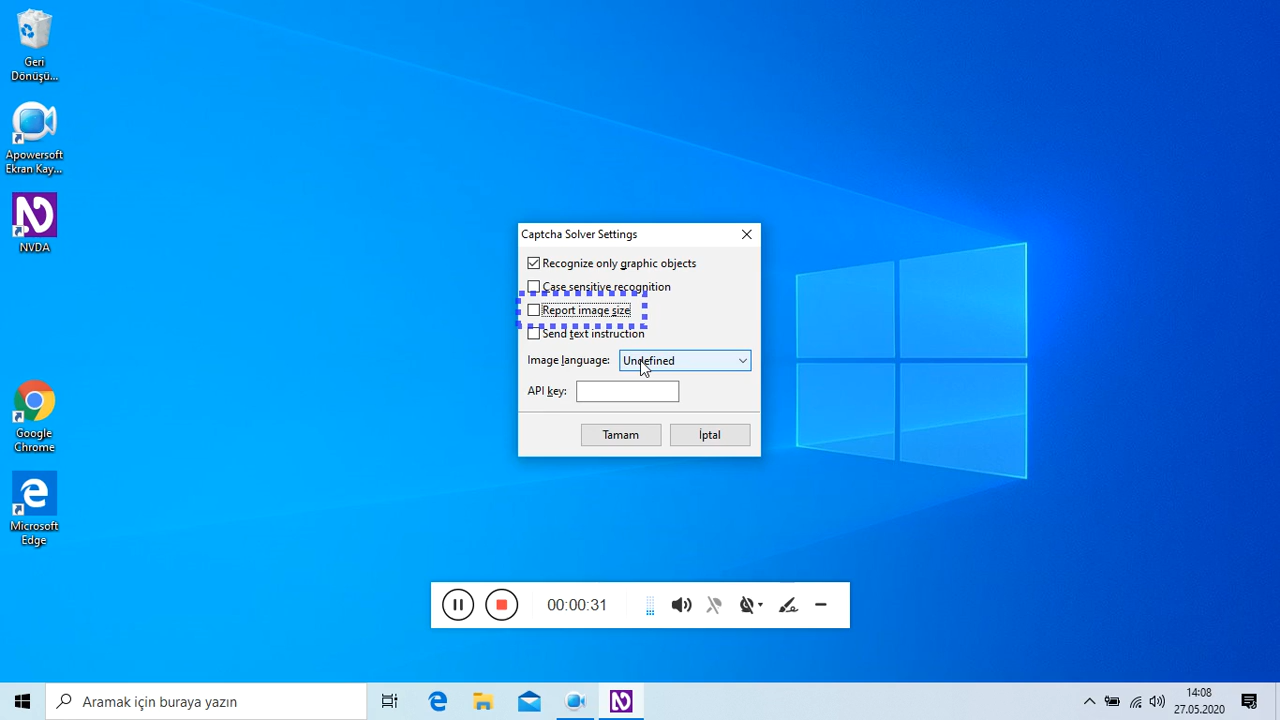 Geri
Dönüşü...
Apowersoft
Ekran Kay...
NVDA
Google
Chrome
Microsoft
Edge
Captcha Solver Settings
Recognize only graphic objects
Case sensitive recognition
Report image size
Send text instruction
Image language: Undefined
API key:
Tamam İptal
00:00:31
Aramak için buraya yazın
14:08
27.05.2020